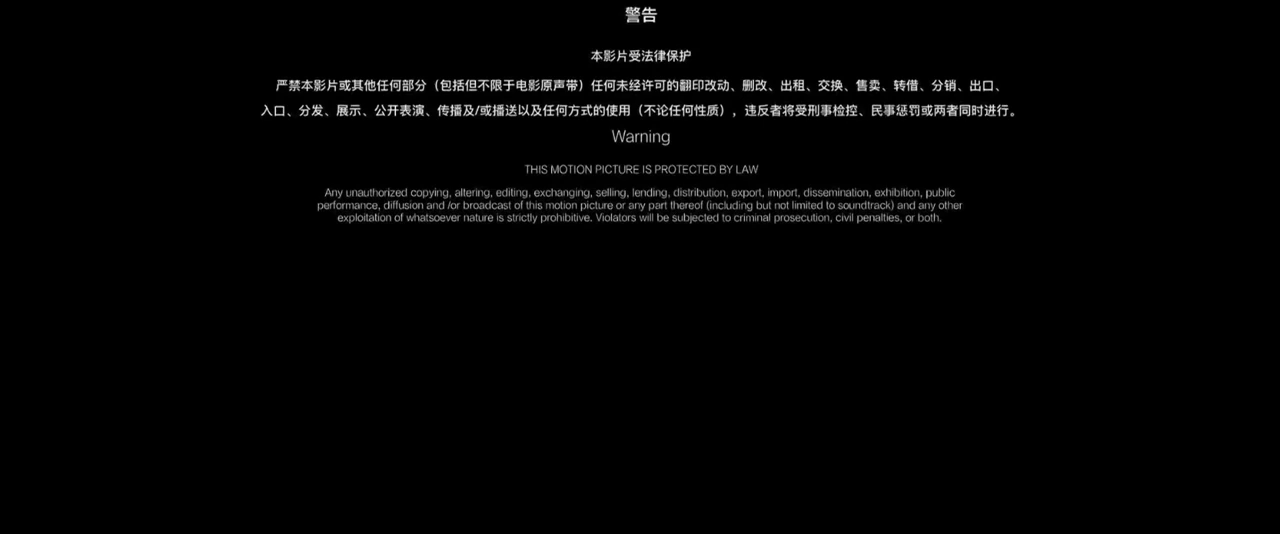 警告
本影片受法律保护
严禁本影片或其他任何部分（包括但不限于电影原声带）任何未经许可的翻印改动、删改、出租、交换、售卖、转借、分销、出口、
入口、分发、展示、公开表演、传播及/或播送以及任何方式的使用（不论任何性质），违反者将受刑事检控、民事惩罚或两者同时进行。
Warning
THIS MOTION PICTURE IS PROTECTED BY LAW
Any unauthorized copying, altering, editing, exchanging, selling, lending, distribution, export, import, dissemination, exhibition, public
performance, diffusion and /or broadcast of this motion picture or any part thereof (including but not limited to soundtrack) and any other
exploitation of whatsoever nature is strictly prohibitive. Violators will be subjected to criminal prosecution, civil penalties, or both.